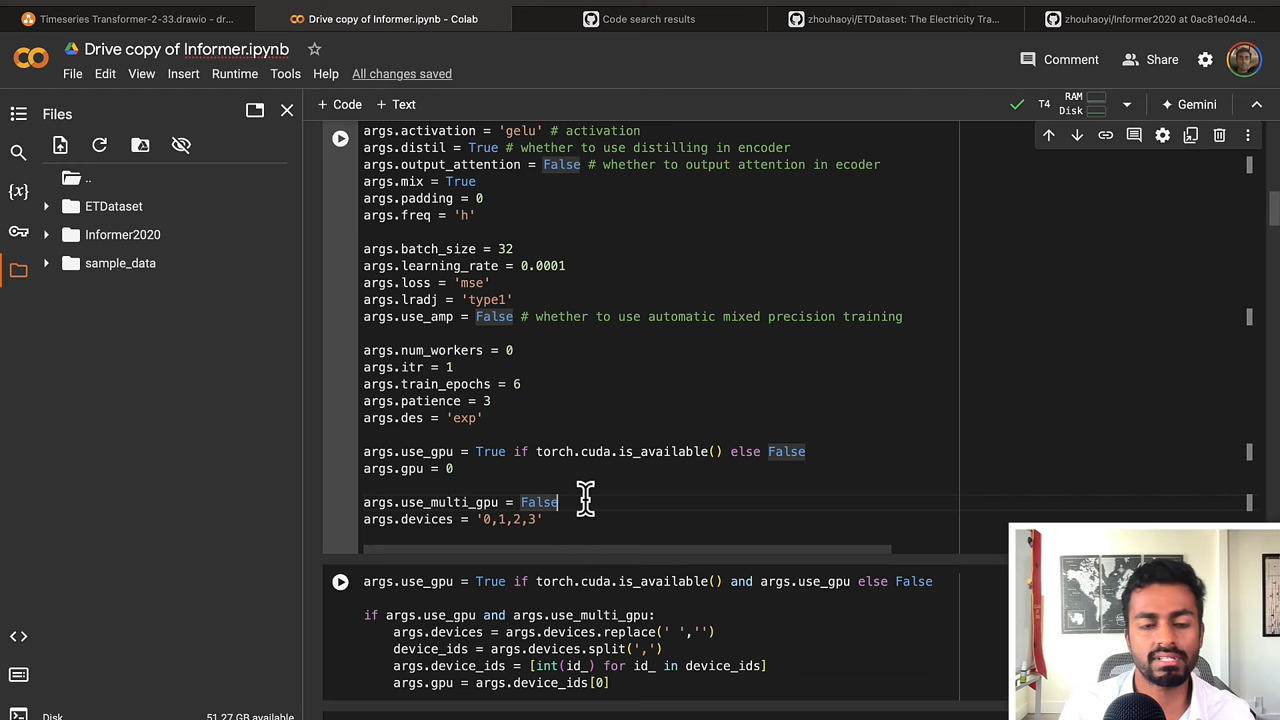 Timeseries Transformer-2-33.drawio - dr...
Drive copy of Informer.ipynb - Colab
Code search results
zhouhaoyi/ETDataset: The Electricity Tra...
zhouhaoyi/Informer2020 at 0ac81e04d4...
Drive copy of Informer.ipynb
Comment
Share
File Edit View Insert Runtime Tools Help All changes saved
Files
+ Code + Text
T4
RAM
Disk
Gemini
..
ETDataset
Informer2020
sample_data
{x}
args.activation = 'gelu' # activation
args.distil = True # whether to use distilling in encoder
args.output_attention = False # whether to output attention in ecoder
args.mix = True
args.padding = 0
args.freq = 'h'
args.batch_size = 32
args.learning_rate = 0.0001
args.loss = 'mse'
args.lradj = 'type1'
args.use_amp = False # whether to use automatic mixed precision training
args.num_workers = 0
args.itr = 1
args.train_epochs = 6
args.patience = 3
args.des = 'exp'
args.use_gpu = True if torch.cuda.is_available() else False
args.gpu = 0
args.use_multi_gpu = False
args.devices = '0,1,2,3'
args.use_gpu = True if torch.cuda.is_available() and args.use_gpu else False
if args.use_gpu and args.use_multi_gpu:
args.devices = args.devices.replace(' ','')
device_ids = args.devices.split(',')
args.device_ids = [int(id_) for id_ in device_ids]
args.gpu = args.device_ids[0]
Disk
51.27 GB available